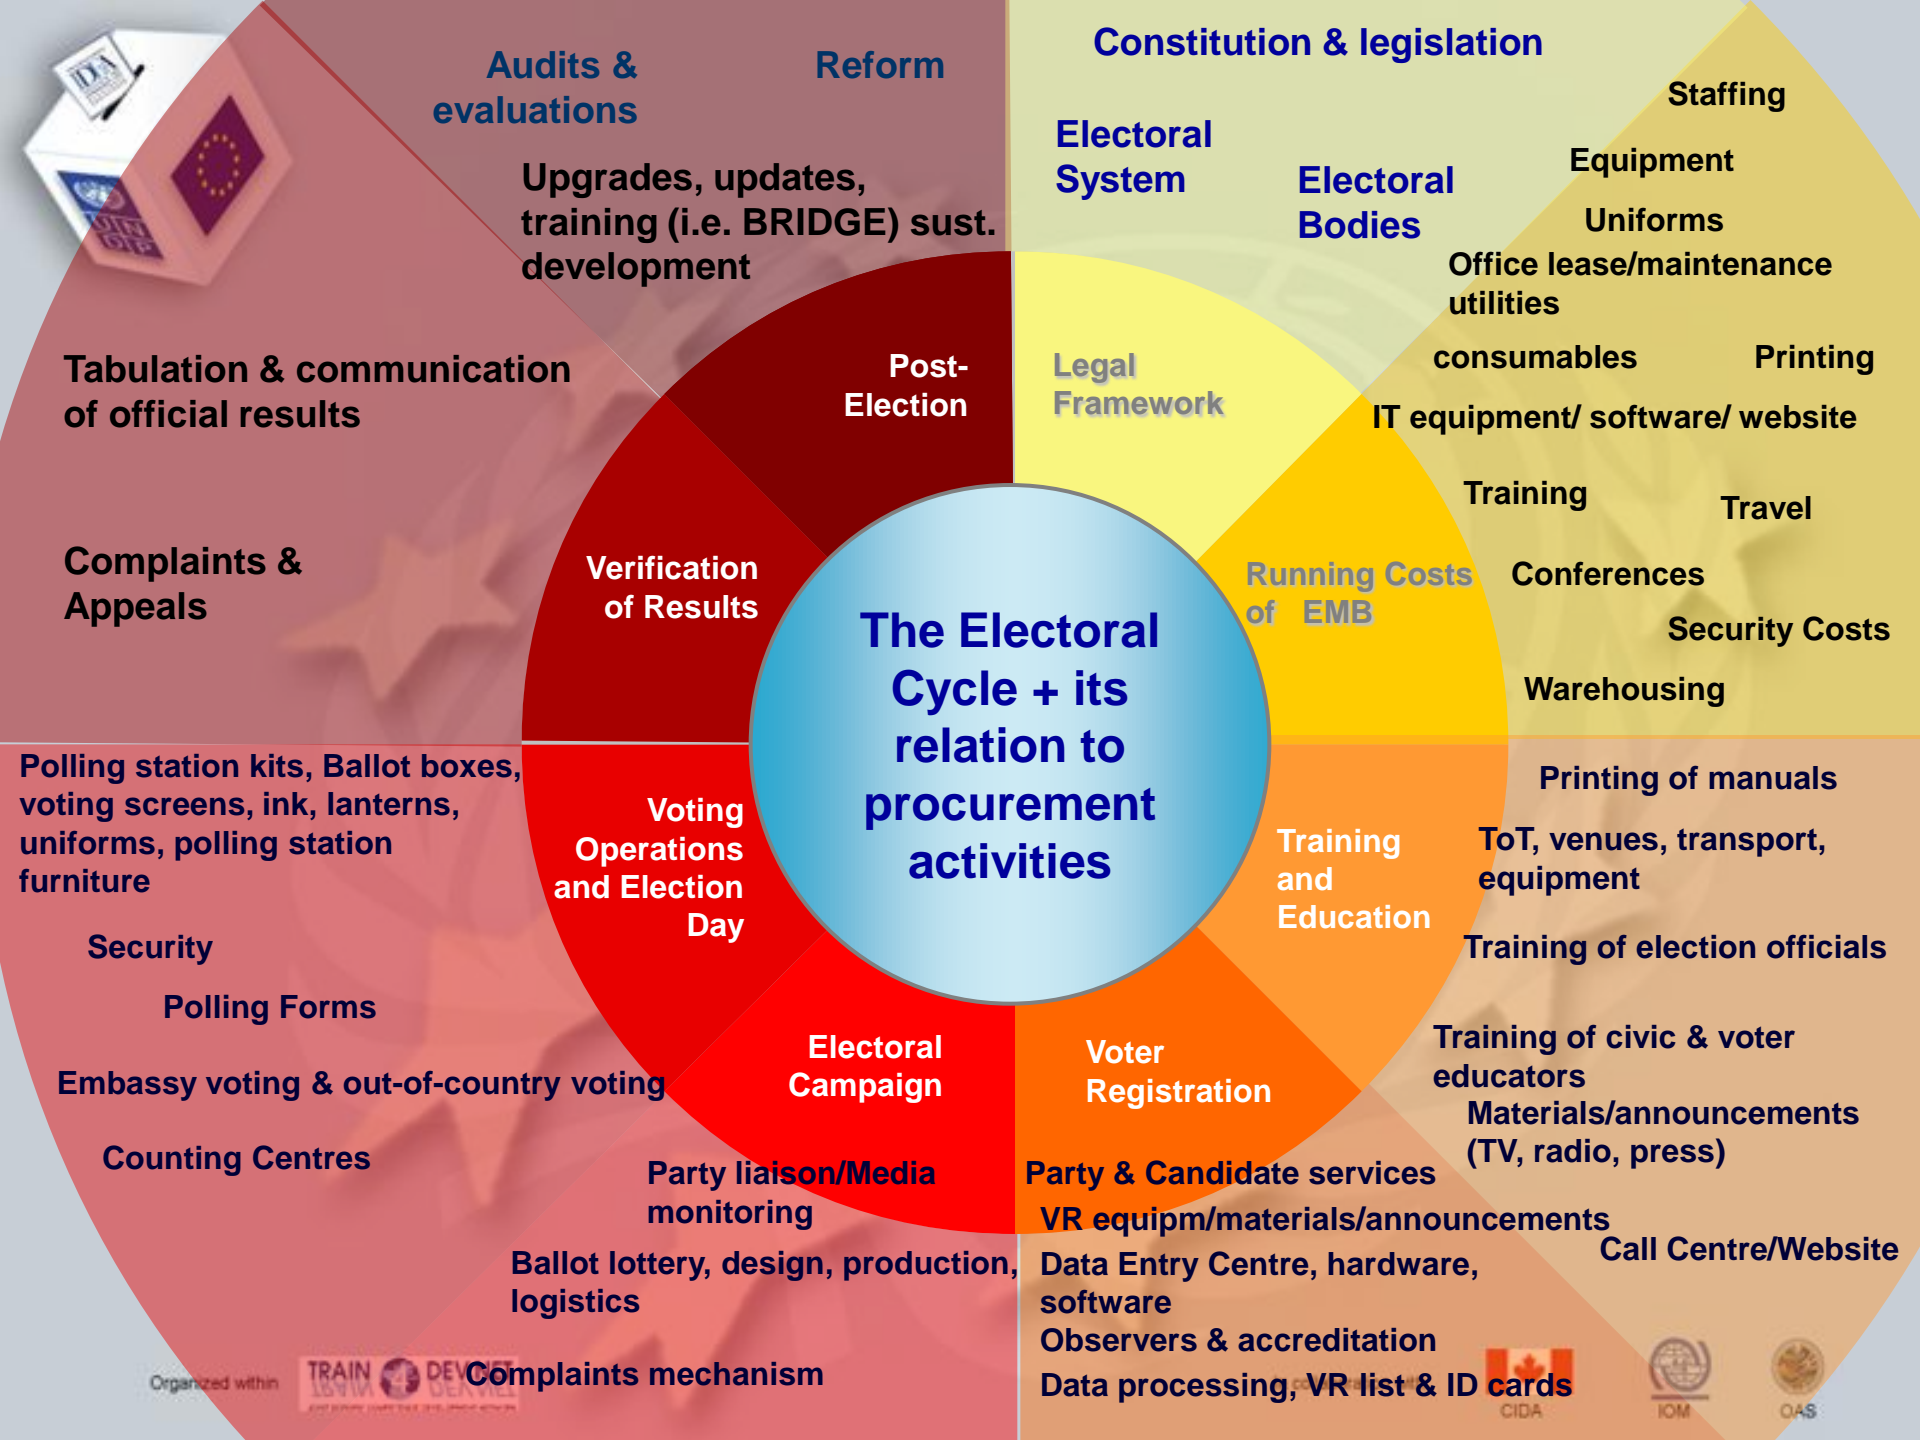 Audits &
evaluations
Reform
Upgrades, updates,
training (i.e. BRIDGE) sust.
development
Constitution & legislation
Electoral
System
Electoral
Bodies
Staffing
Equipment
Uniforms
Office lease/maintenance
utilities
consumables
Printing
IT equipment/ software/ website
Training
Travel
Conferences
Security Costs
Warehousing
Tabulation & communication
of official results
Complaints &
Appeals
Post-
Election
Legal
Framework
Verification
of Results
Running Costs
of EMB
The Electoral
Cycle + its
relation to
procurement
activities
Voting
Operations
and Election
Day
Training
and
Education
Electoral
Campaign
Voter
Registration
Polling station kits, Ballot boxes,
voting screens, ink, lanterns,
uniforms, polling station
furniture
Security
Polling Forms
Embassy voting & out-of-country voting
Counting Centres
Printing of manuals
ToT, venues, transport,
equipment
Training of election officials
Training of civic & voter
educators
Materials/announcements
(TV, radio, press)
Call Centre/Website
Party liaison/Media
monitoring
Ballot lottery, design, production,
logistics
Complaints mechanism
Party & Candidate services
VR equipm/materials/announcements
Data Entry Centre, hardware,
software
Observers & accreditation
Data processing, VR list & ID cards
Organized within
TRAIN 4 DEV NET
CIDA
IOM
OAS